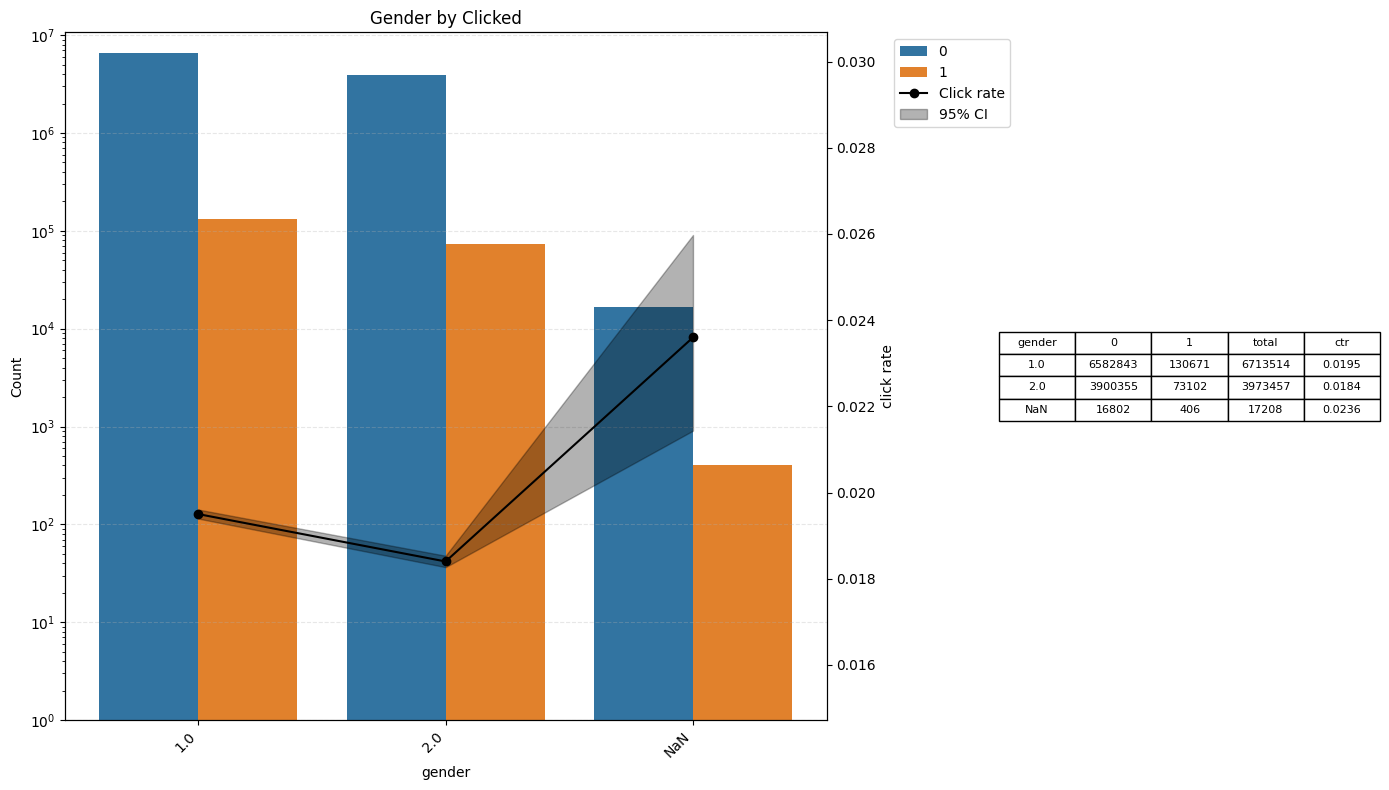 Gender by Clicked
Count
10^7
10^6
10^5
10^4
10^3
10^2
10^1
10^0
1.0
2.0
NaN
gender
0.030
0.028
0.026
0.024
0.022
0.020
0.018
0.016
click rate
0
1
Click rate
95% CI
gender 0 1 total ctr
1.0 6582843 130671 6713514 0.0195
2.0 3900355 73102 3973457 0.0184
NaN 16802 406 17208 0.0236